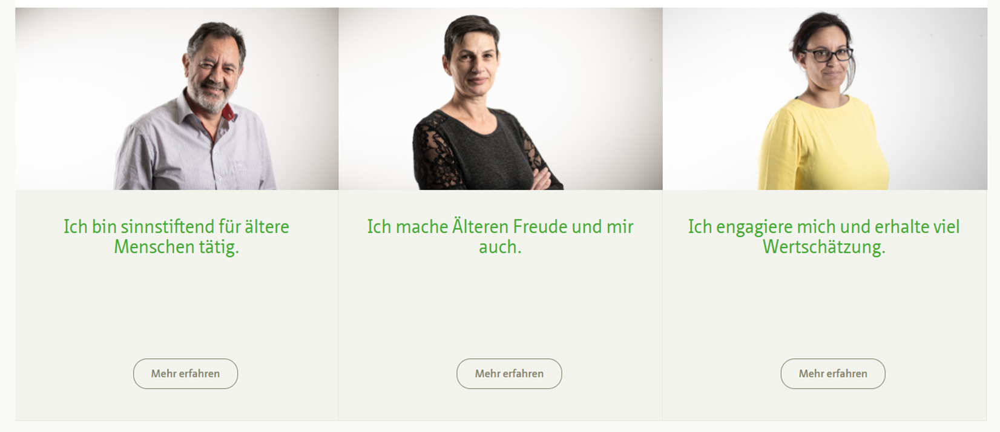 Ich bin sinnstiftend für ältere
Menschen tätig.
Ich mache Älteren Freude und mir
auch.
Ich engagiere mich und erhalte viel
Wertschätzung.
Mehr erfahren
Mehr erfahren
Mehr erfahren